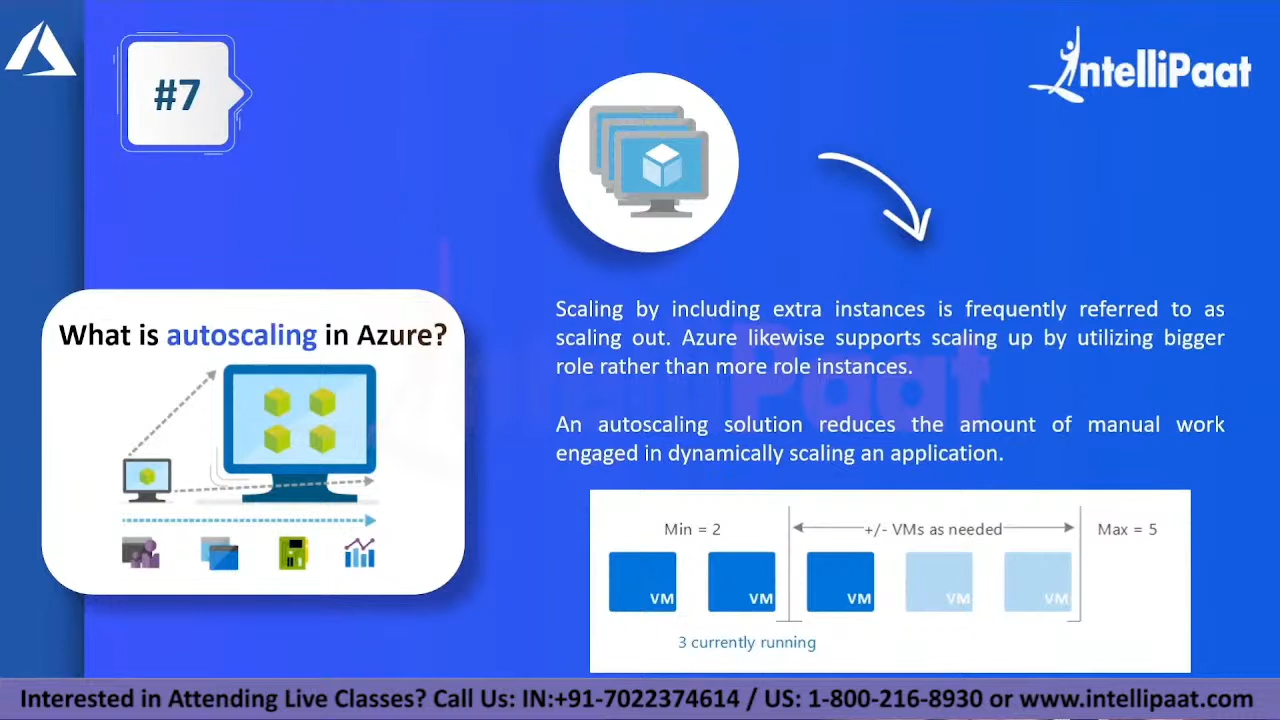 #7
IntelliPaat
What is autoscaling in Azure?
Scaling by including extra instances is frequently referred to as
scaling out. Azure likewise supports scaling up by utilizing bigger
role rather than more role instances.
An autoscaling solution reduces the amount of manual work
engaged in dynamically scaling an application.
Min = 2
+/- VMs as needed
Max = 5
VM VM VM VM VM
3 currently running
Interested in Attending Live Classes? Call Us: IN:+91-7022374614 / US: 1-800-216-8930 or www.intellipaat.com